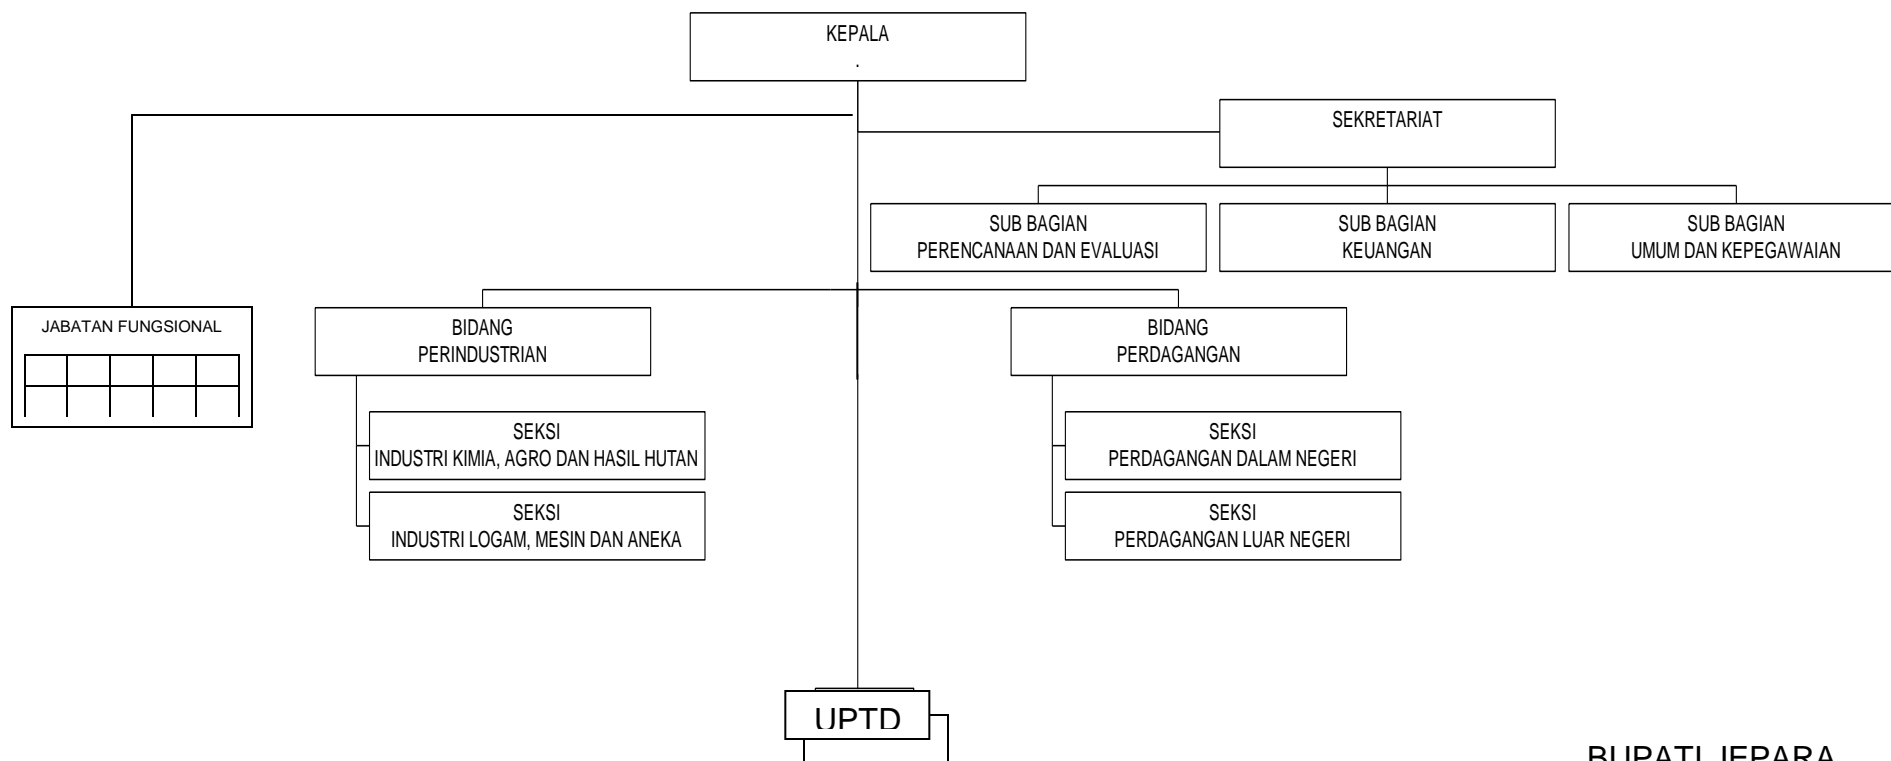 KEPALA
.
SEKRETARIAT
SUB BAGIAN
PERENCANAAN DAN EVALUASI
SUB BAGIAN
KEUANGAN
SUB BAGIAN
UMUM DAN KEPEGAWAIAN
JABATAN FUNGSIONAL
BIDANG
PERINDUSTRIAN
BIDANG
PERDAGANGAN
SEKSI
INDUSTRI KIMIA, AGRO DAN HASIL HUTAN
SEKSI
PERDAGANGAN DALAM NEGERI
SEKSI
INDUSTRI LOGAM, MESIN DAN ANEKA
SEKSI
PERDAGANGAN LUAR NEGERI
UPTD
BUPATI JEPARA